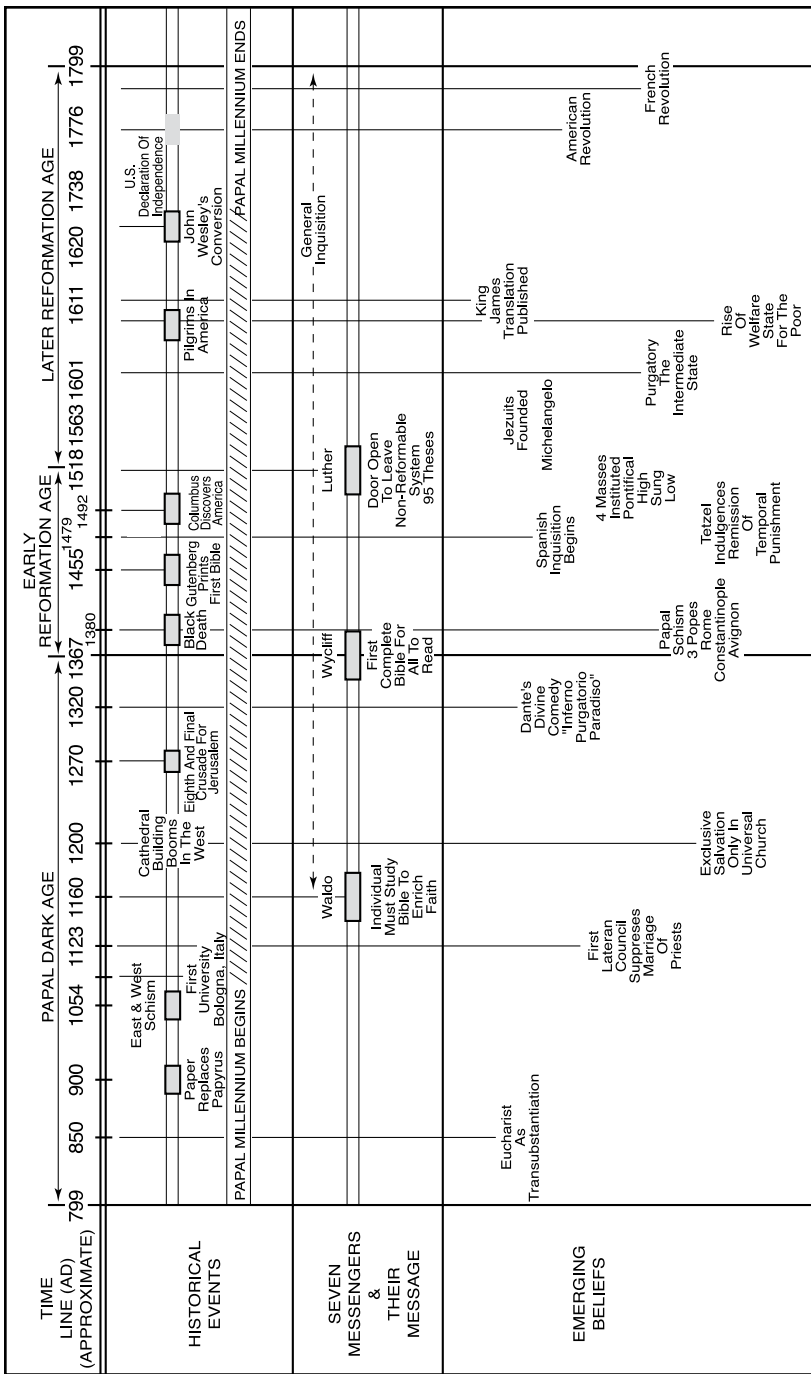 TIME
LINE (AD)
(APPROXIMATE)
PAPAL DARK AGE
EARLY
REFORMATION AGE
LATER REFORMATION AGE
799
850
900
1054
1123
1160
1200
1270
1320
1367
1380
1455
1479
1492
1518
1563
1601
1611
1620
1738
1776
1799
HISTORICAL
EVENTS
Paper
Replaces
Papyrus
East & West
Schism
First
University
Bologna, Italy
Cathedral
Building
Booms
In The
West
Eighth And Final
Crusade For
Jerusalem
Black
Death
Gutenberg
Prints
First Bible
Columbus
Discovers
America
Pilgrims In
America
John
Wesley's
Conversion
U.S.
Declaration Of
Independence
PAPAL MILLENNIUM BEGINS
PAPAL MILLENNIUM ENDS
SEVEN
MESSENGERS
&
THEIR
MESSAGE
General
Inquisition
Waldo
Individual
Must Study
Bible To
Enrich
Faith
Wycliff
First
Complete
Bible For
All To
Read
Luther
Door Open
To Leave
Non-Reformable
System
95 Theses
EMERGING
BELIEFS
Eucharist
As
Transubstantiation
First
Lateran
Council
Suppreses
Marriage
Of
Priests
Exclusive
Salvation
Only In
Universal
Church
Dante's
Divine
Comedy
"Inferno
Purgatorio
Paradiso"
Papal
Schism
3 Popes
Rome
Constantinople
Avignon
Spanish
Inquisition
Begins
4 Masses
Instituted
Pontifical
High
Sung
Low
Tetzel
Indulgences
Remission
Of
Temporal
Punishment
Jezuits
Founded
Michelangelo
Purgatory
The
Intermediate
State
King
James
Translation
Published
Rise
Of
Welfare
State
For The
Poor
American
Revolution
French
Revolution